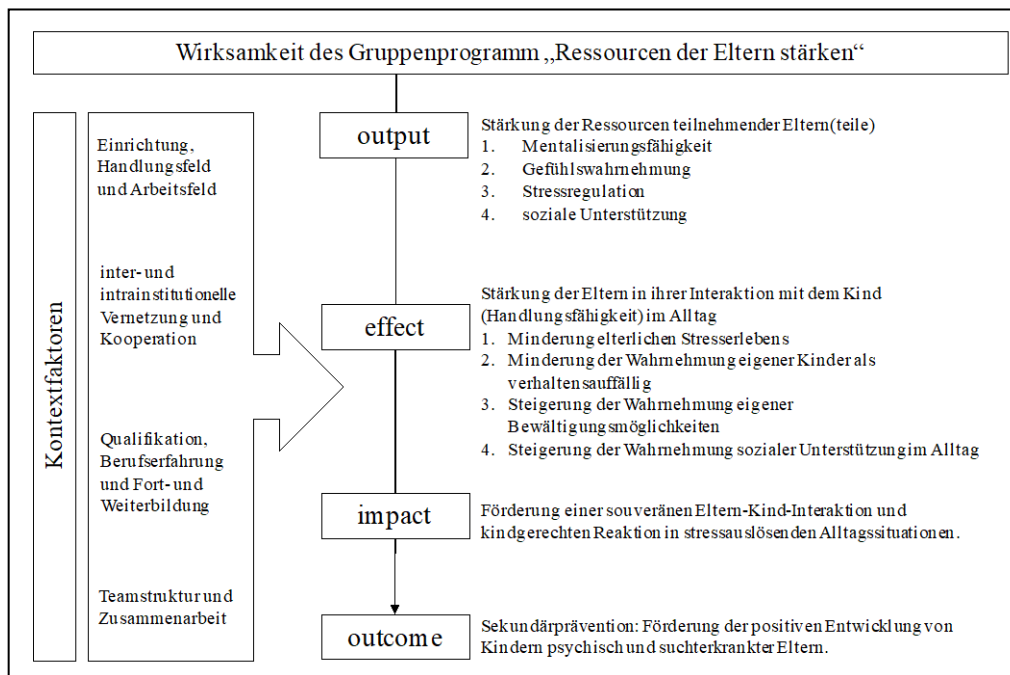 Wirksamkeit des Gruppenprogramm „Ressourcen der Eltern stärken“
Kontextfaktoren
Einrichtung,
Handlungsfeld
und Arbeitsfeld
inter- und
intrainstitutionelle
Vernetzung und
Kooperation
Qualifikation,
Berufserfahrung
und Fort- und
Weiterbildung
Teamstruktur und
Zusammenarbeit
output
Stärkung der Ressourcen teilnehmender Eltern(teile)
1. Mentalisierungsfähigkeit
2. Gefühlswahrnehmung
3. Stressregulation
4. soziale Unterstützung
effect
Stärkung der Eltern in ihrer Interaktion mit dem Kind
(Handlungsfähigkeit) im Alltag
1. Minderung elterlichen Stresserlebens
2. Minderung der Wahrnehmung eigener Kinder als
verhaltensauffällig
3. Steigerung der Wahrnehmung eigener
Bewältigungsmöglichkeiten
4. Steigerung der Wahrnehmung sozialer Unterstützung im Alltag
impact
Förderung einer souveränen Eltern-Kind-Interaktion und
kindgerechten Reaktion in stressauslösenden Alltagssituationen.
outcome
Sekundärprävention: Förderung der positiven Entwicklung von
Kindern psychisch und suchterkrankter Eltern.